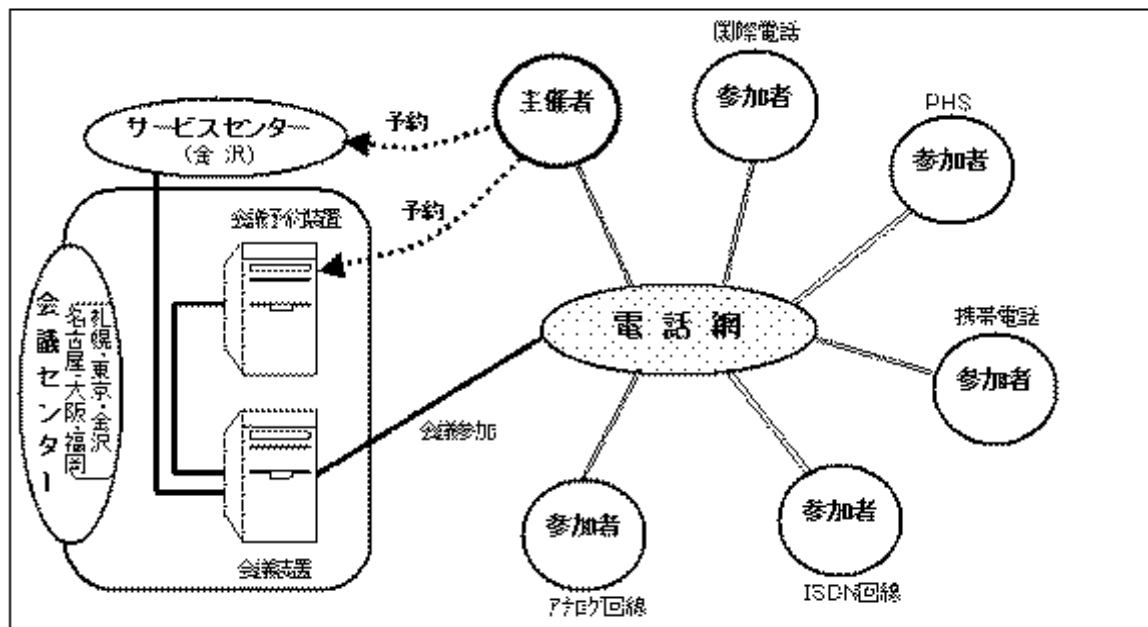 国際電話
参加者
主催者
PHS
参加者
サービスセンター
(金 沢)
予約
予約
会議予約装置
会議センター
札幌・東京・金沢
名古屋・大阪・福岡
電 話 網
携帯電話
参加者
会議参加
会議装置
参加者
アナログ回線
参加者
ISDN回線